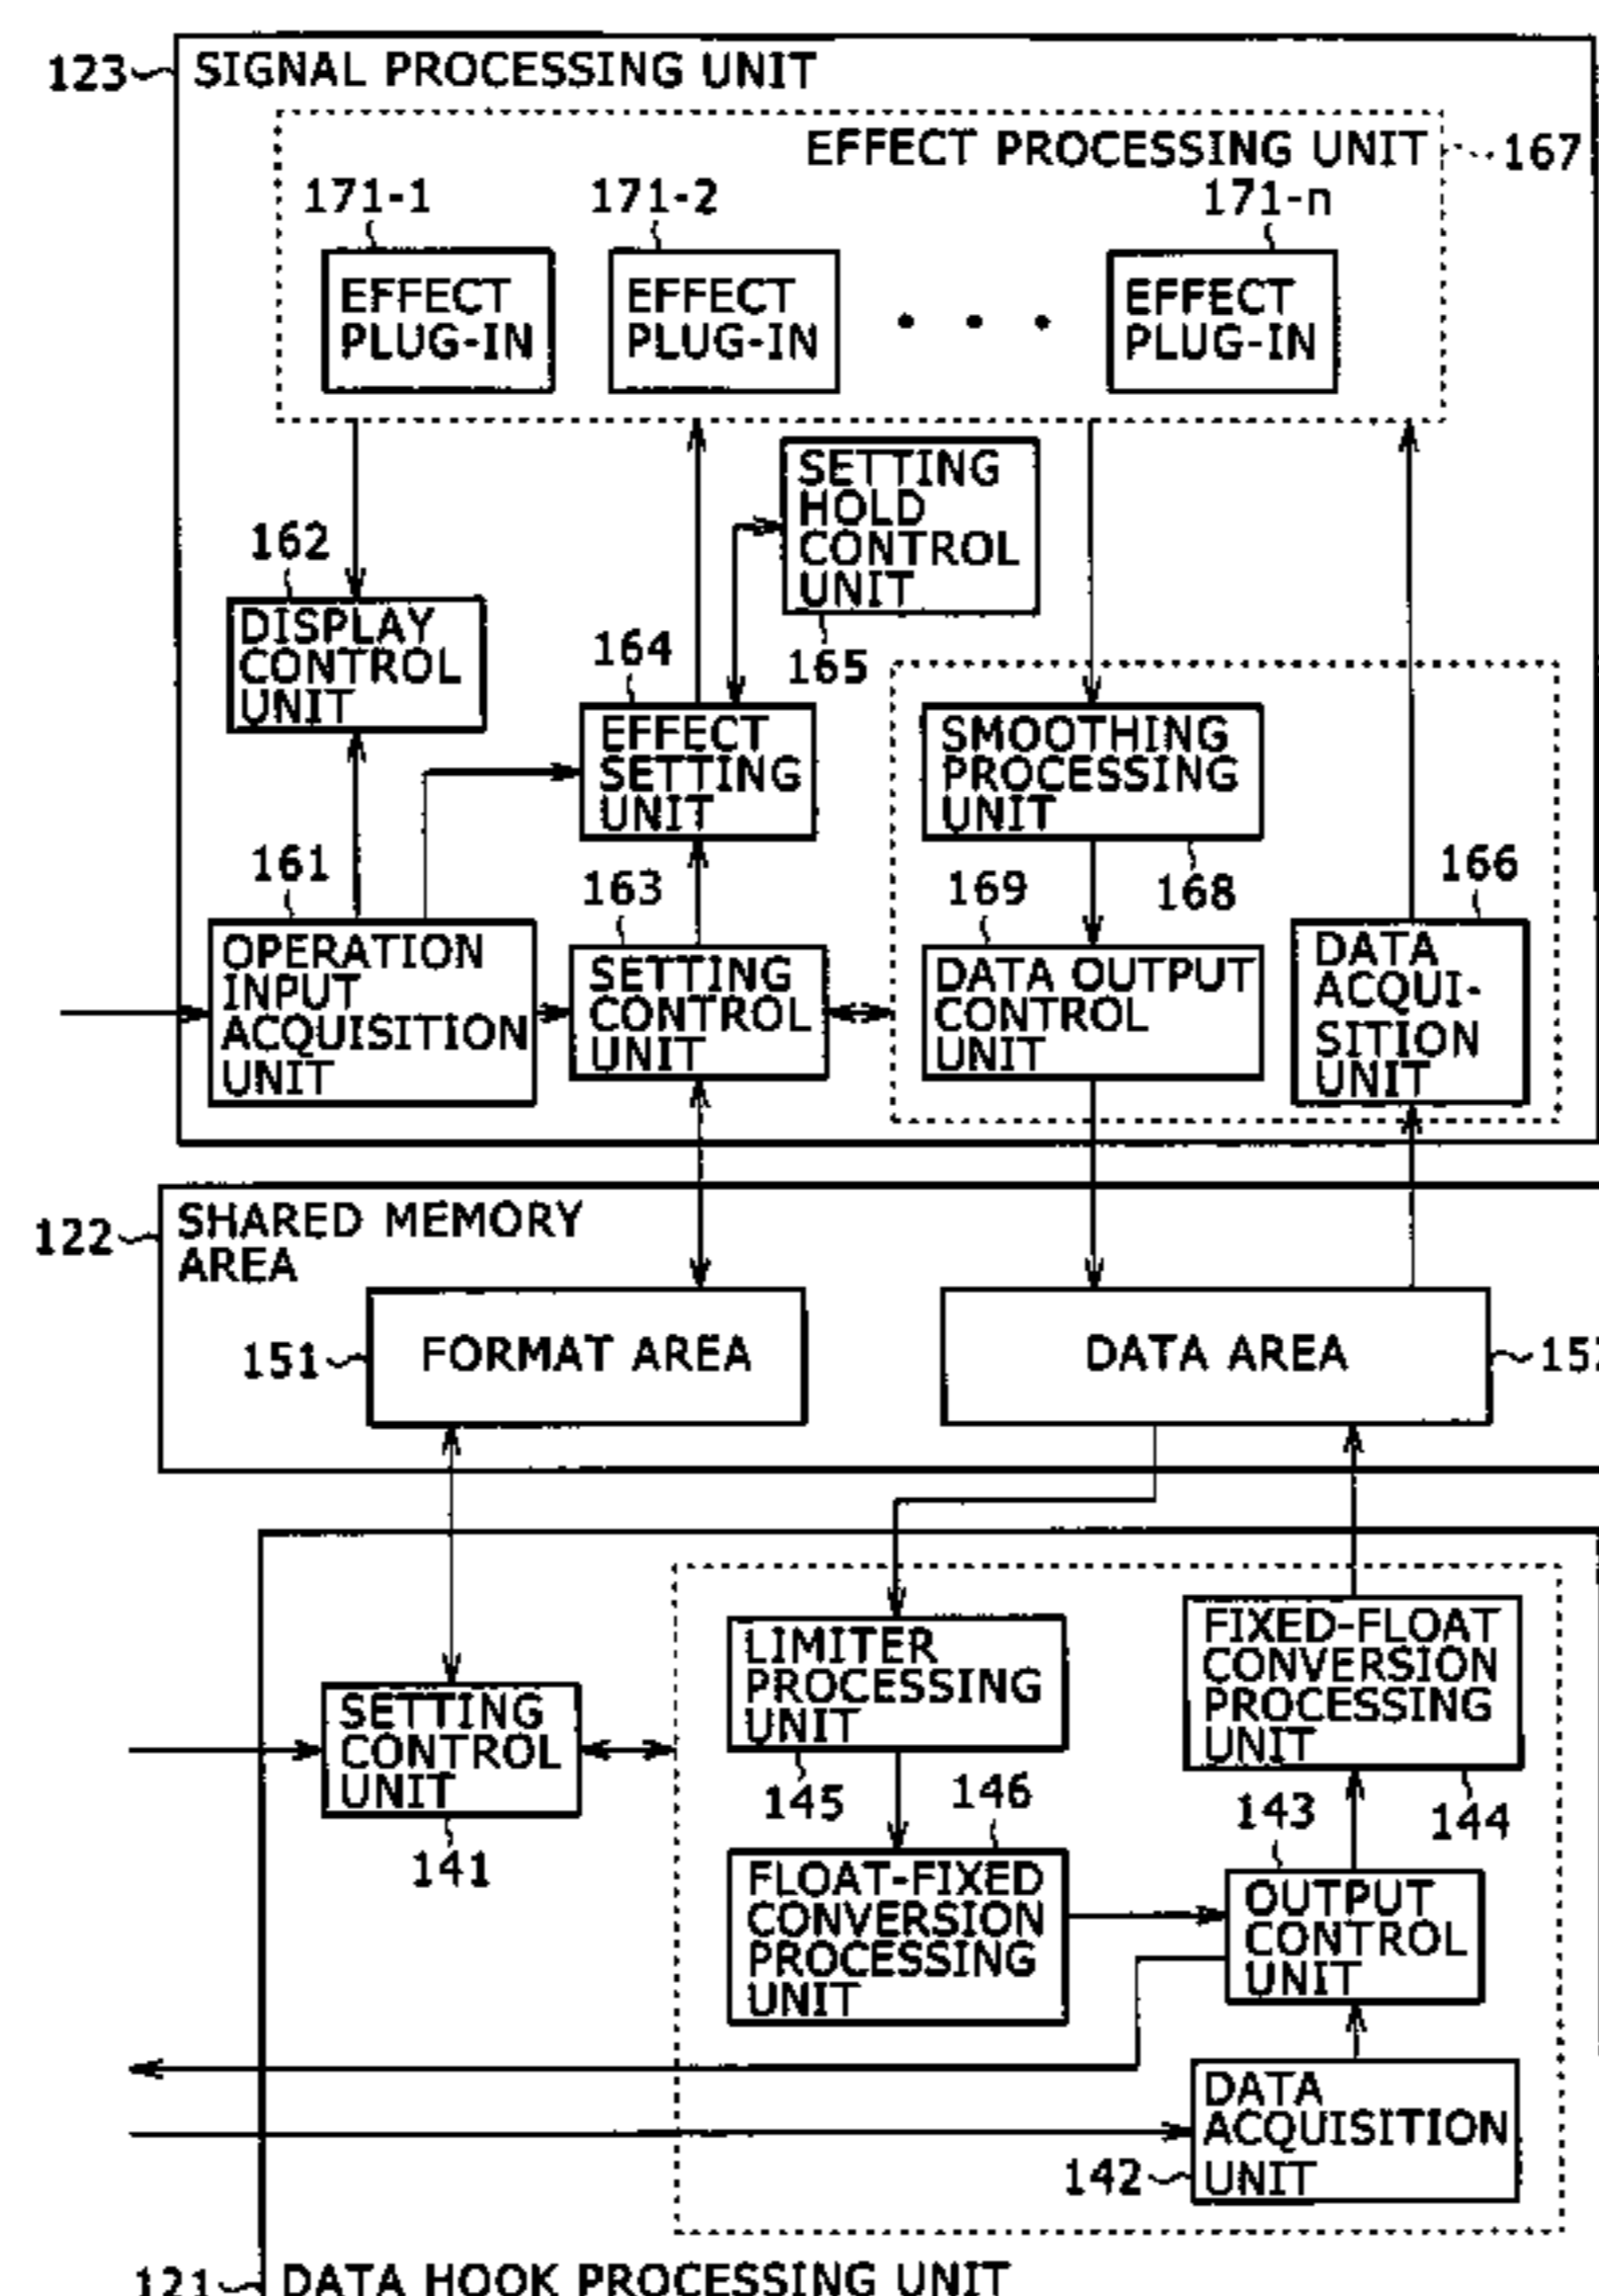 123
SIGNAL PROCESSING UNIT
EFFECT PROCESSING UNIT
167
171-1
171-2
171-n
EFFECT
PLUG-IN
EFFECT
PLUG-IN
• • •
EFFECT
PLUG-IN
SETTING
HOLD
CONTROL
UNIT
165
162
DISPLAY
CONTROL
UNIT
164
EFFECT
SETTING
UNIT
SMOOTHING
PROCESSING
UNIT
168
161
OPERATION
INPUT
ACQUISITION
UNIT
163
SETTING
CONTROL
UNIT
169
DATA OUTPUT
CONTROL
UNIT
166
DATA
ACQUI-
SITION
UNIT
122
SHARED MEMORY
AREA
151
FORMAT AREA
DATA AREA
LIMITER
PROCESSING
UNIT
145
FIXED-FLOAT
CONVERSION
PROCESSING
UNIT
144
SETTING
CONTROL
UNIT
141
146
FLOAT-FIXED
CONVERSION
PROCESSING
UNIT
143
OUTPUT
CONTROL
UNIT
DATA
ACQUISITION
UNIT
142
121
DATA HOOK PROCESSING UNIT